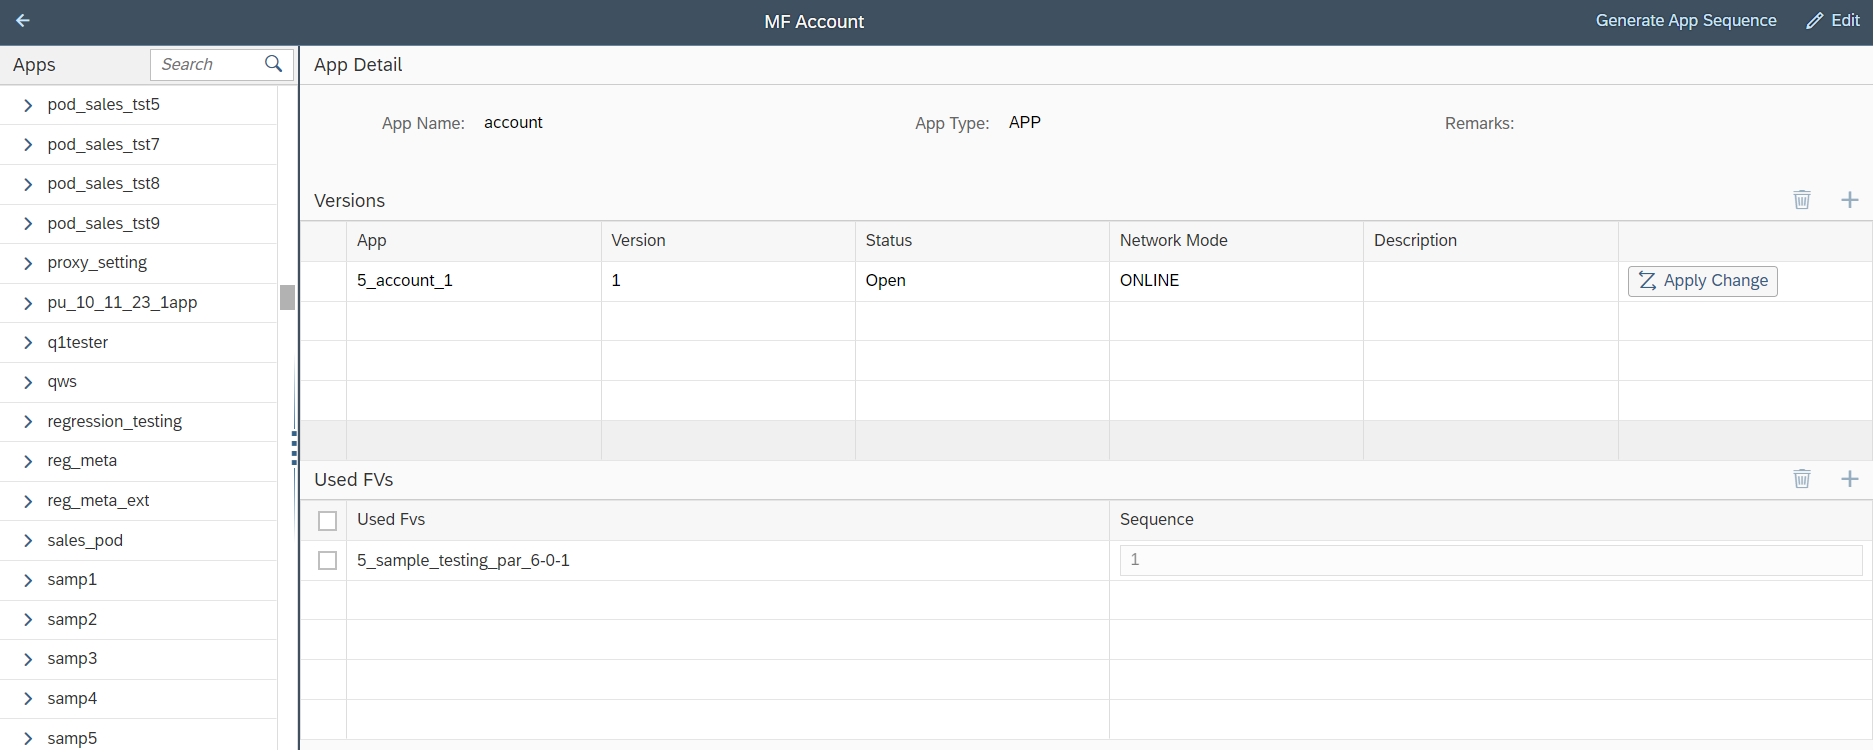 MF Account
Generate App Sequence
Edit
Apps
Search
pod_sales_tst5
pod_sales_tst7
pod_sales_tst8
pod_sales_tst9
proxy_setting
pu_10_11_23_1app
q1tester
qws
regression_testing
reg_meta
reg_meta_ext
sales_pod
samp1
samp2
samp3
samp4
samp5
App Detail
App Name: account
App Type: APP
Remarks:
Versions
App Version Status Network Mode Description
5_account_1 1 Open ONLINE Apply Change
Used FVs
Used Fvs Sequence
5_sample_testing_par_6-0-1 1